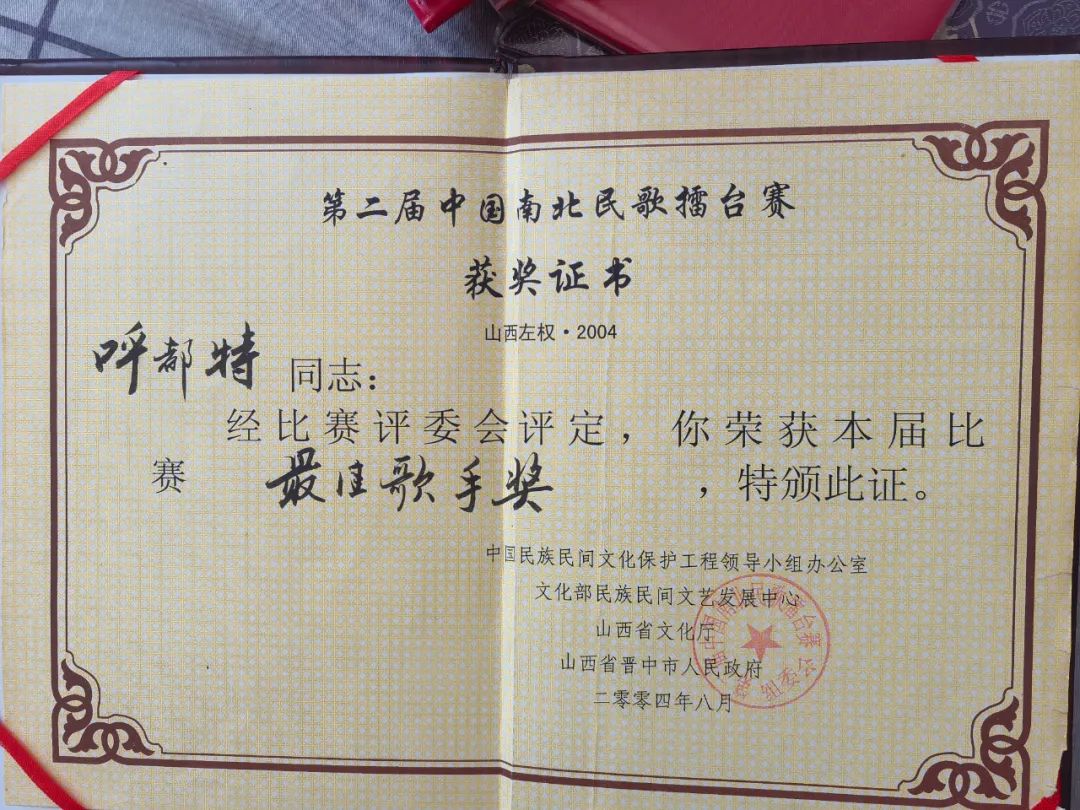 第二届中国南北民歌擂台赛
获奖证书
山西左权·2004
呼都特 同志：
经比赛评委会评定，你荣获本届比
赛 最佳歌手奖 ，特颁此证。
中国民族民间文化保护工程领导小组办公室
文化部民族民间文艺发展中心
山西省文化厅
山西省晋中市人民政府
二零零四年八月